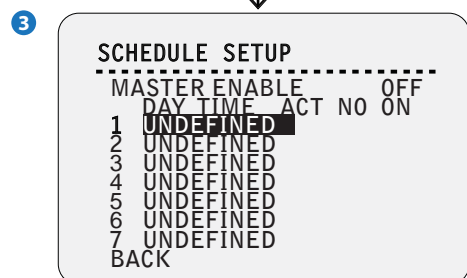 3
SCHEDULE SETUP
MASTER ENABLE OFF
DAY TIME ACT NO ON
1 UNDEFINED
2 UNDEFINED
3 UNDEFINED
4 UNDEFINED
5 UNDEFINED
6 UNDEFINED
7 UNDEFINED
BACK